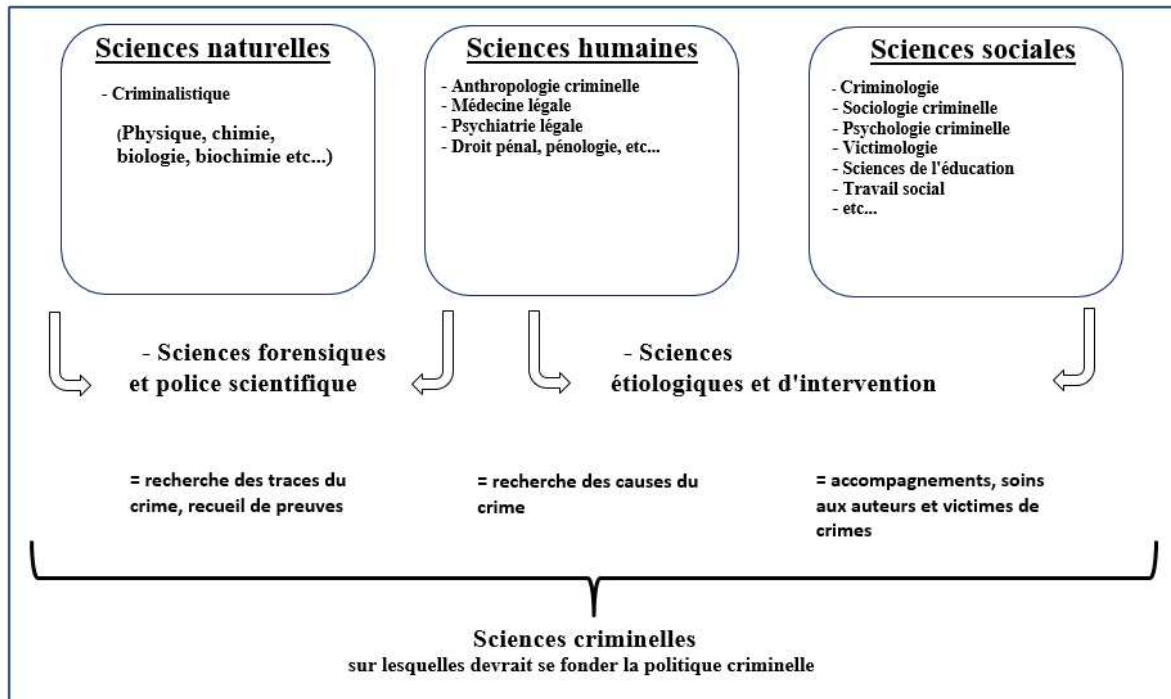 Sciences naturelles
- Criminalistique
(Physique, chimie,
biologie, biochimie etc...)
Sciences humaines
- Anthropologie criminelle
- Médecine légale
- Psychiatrie légale
- Droit pénal, pénologie, etc...
Sciences sociales
- Criminologie
- Sociologie criminelle
- Psychologie criminelle
- Victimologie
- Sciences de l'éducation
- Travail social
- etc...
- Sciences forensiques
et police scientifique
- Sciences
étiologiques et d'intervention
= recherche des traces du
crime, recueil de preuves
= recherche des causes du
crime
= accompagnements, soins
aux auteurs et victimes de
crimes
Sciences criminelles
sur lesquelles devrait se fonder la politique criminelle